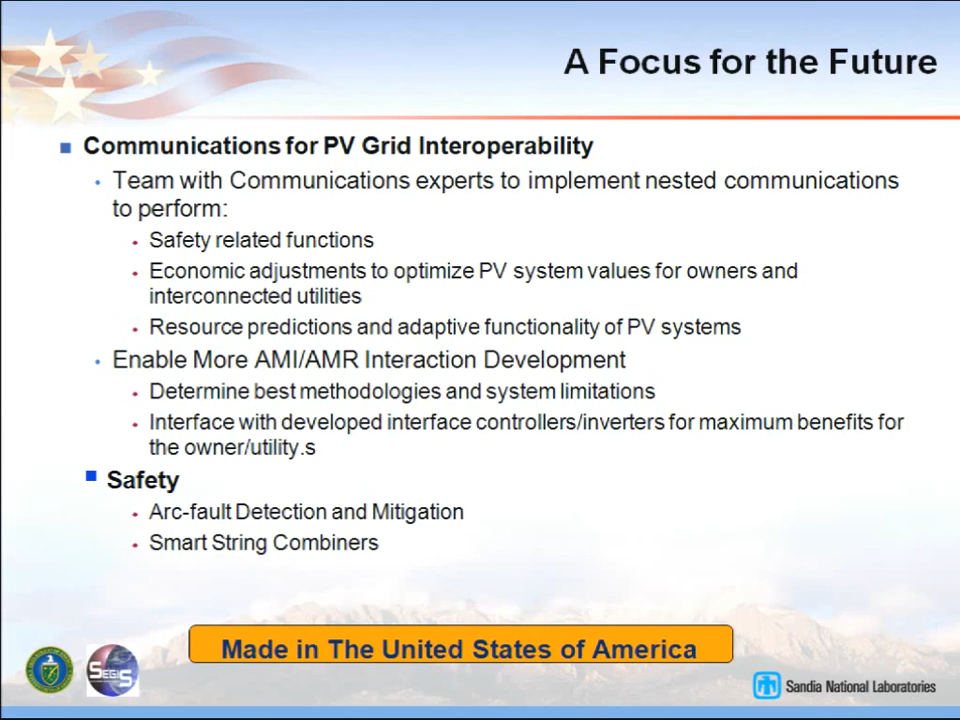 A Focus for the Future
Communications for PV Grid Interoperability
Team with Communications experts to implement nested communications
to perform:
Safety related functions
Economic adjustments to optimize PV system values for owners and
interconnected utilities
Resource predictions and adaptive functionality of PV systems
Enable More AMI/AMR Interaction Development
Determine best methodologies and system limitations
Interface with developed interface controllers/inverters for maximum benefits for
the owner/utility.s
Safety
Arc-fault Detection and Mitigation
Smart String Combiners
Made in The United States of America
SEGIS
Sandia National Laboratories